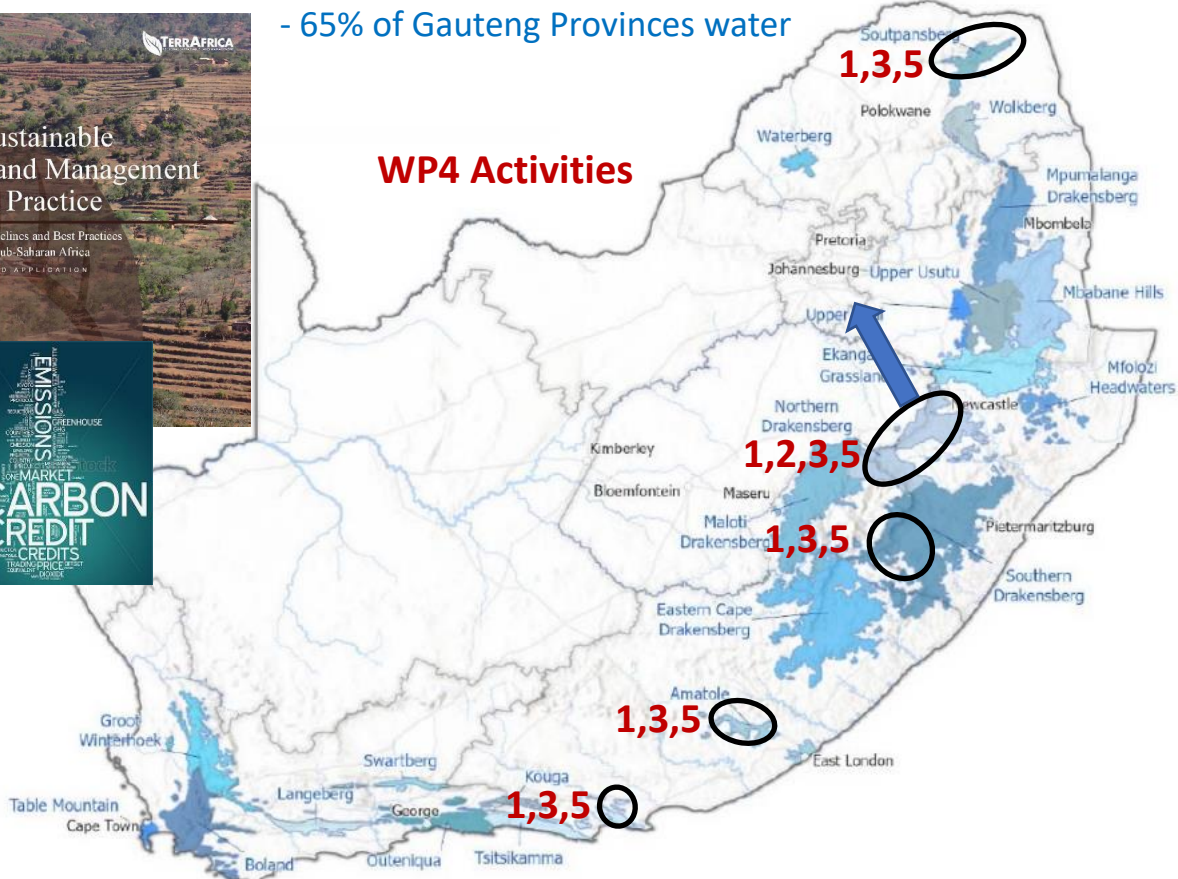 - 65% of Gauteng Provinces water
TERRAFRICA
ustainable
and Management
Practice
elines and Best Practices
ub-Saharan Africa
D APPLICATION
WP4 Activities
Soutpansberg
1,3,5
Polokwane
Wolkberg
Waterberg
Mpumalanga
Drakensberg
Mbombela
Pretoria
Johannesburg
Upper Usutu
Mbabane Hills
Upper
Ekanga
Grassland
Mfolozi
Headwaters
Newcastle
Northern
Drakensberg
1,2,3,5
Kimberley
Bloemfontein
Maseru
Maloti
Drakensberg
1,3,5
Pietermaritzburg
Southern
Drakensberg
Eastern Cape
Drakensberg
Amatole
1,3,5
East London
Groot
Winterhoek
Swartberg
Kouga
Langeberg
George
1,3,5
Table Mountain
Cape Town
Boland
Outeniqua
Tsitsikamma
EMISSIONS
GREENHOUSE
MARKET
CARBON
CREDIT
CREDITS
TRADING PRICE
DIOXIDE